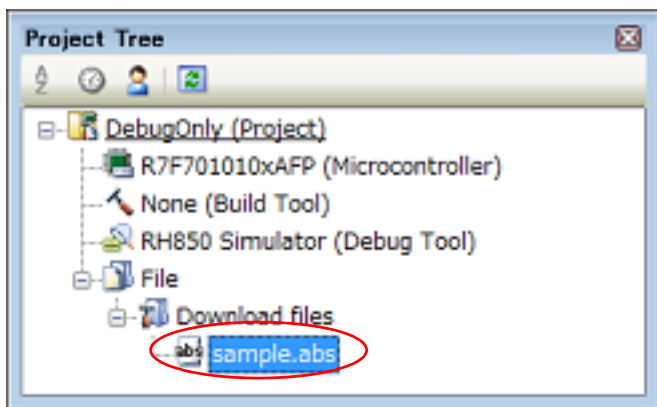 Project Tree
DebugOnly (Project)
R7F701010xAFP (Microcontroller)
None (Build Tool)
RH850 Simulator (Debug Tool)
File
Download files
abs sample.abs